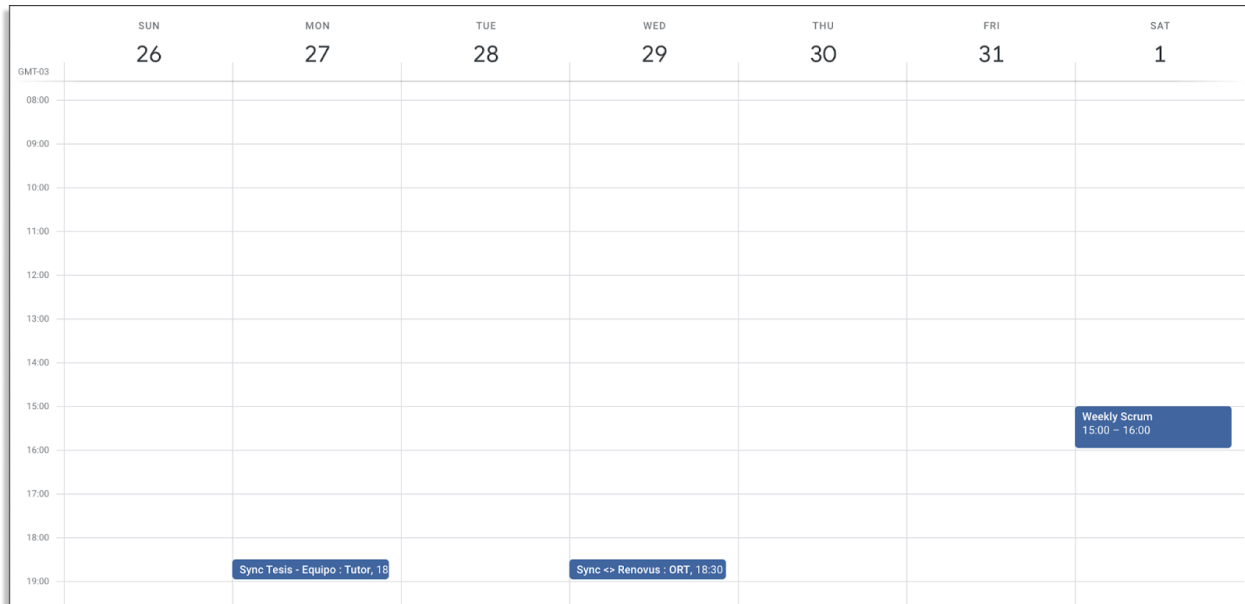 SUN MON TUE WED THU FRI SAT
26 27 28 29 30 31 1
GMT-03
08:00
09:00
10:00
11:00
12:00
13:00
14:00
15:00
Weekly Scrum
15:00 – 16:00
16:00
17:00
18:00
Sync Tesis - Equipo : Tutor, 18
Sync <> Renovus : ORT, 18:30
19:00